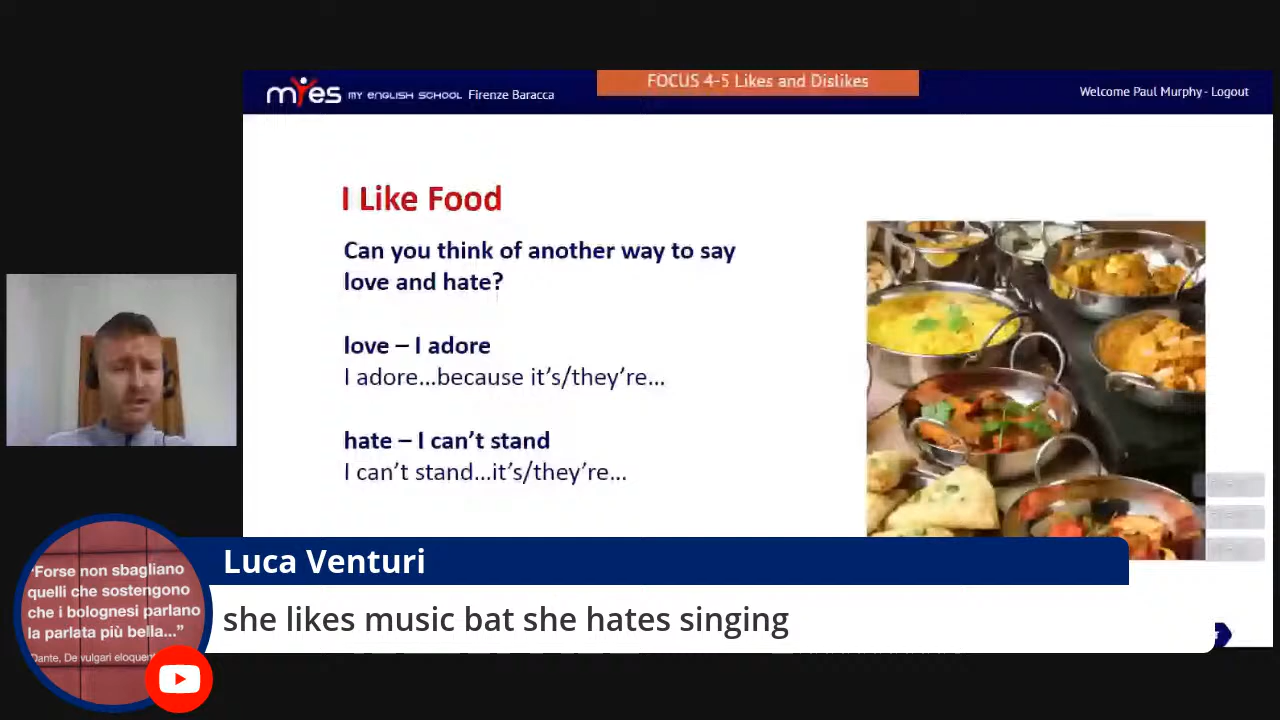 FOCUS 4-5 Likes and Dislikes
myes MY ENGLISH SCHOOL Firenze Baracca
Welcome Paul Murphy - Logout
I Like Food
Can you think of another way to say
love and hate?
love – I adore
I adore...because it's/they're...
hate – I can't stand
I can't stand...it's/they're...
Luca Venturi
she likes music bat she hates singing
"Forse non sbagliano
quelli che sostengono
che i bolognesi parlano
la parlata più bella..."
Dante, De vulgari